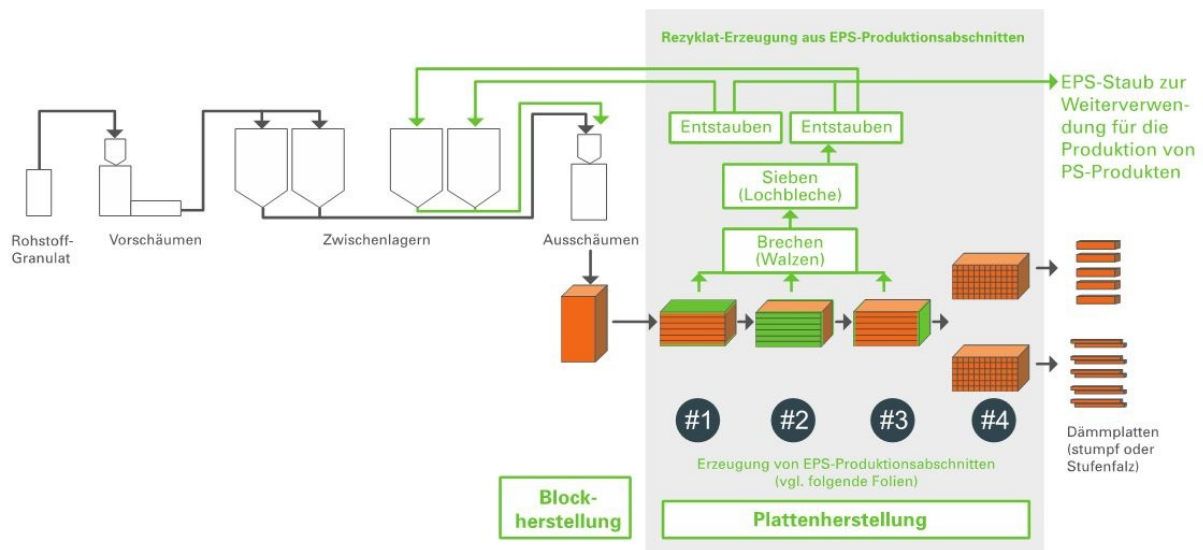 Rezyklat-Erzeugung aus EPS-Produktionsabschnitten
EPS-Staub zur
Weiterverwen-
dung für die
Produktion von
PS-Produkten
Entstauben
Entstauben
Sieben
(Lochbleche)
Brechen
(Walzen)
Rohstoff-
Granulat
Vorschäumen
Zwischenlagern
Ausschäumen
#1
#2
#3
#4
Dämmplatten
(stumpf oder
Stufenfalz)
Erzeugung von EPS-Produktionsabschnitten
(vgl. folgende Folien)
Block-
herstellung
Plattenherstellung